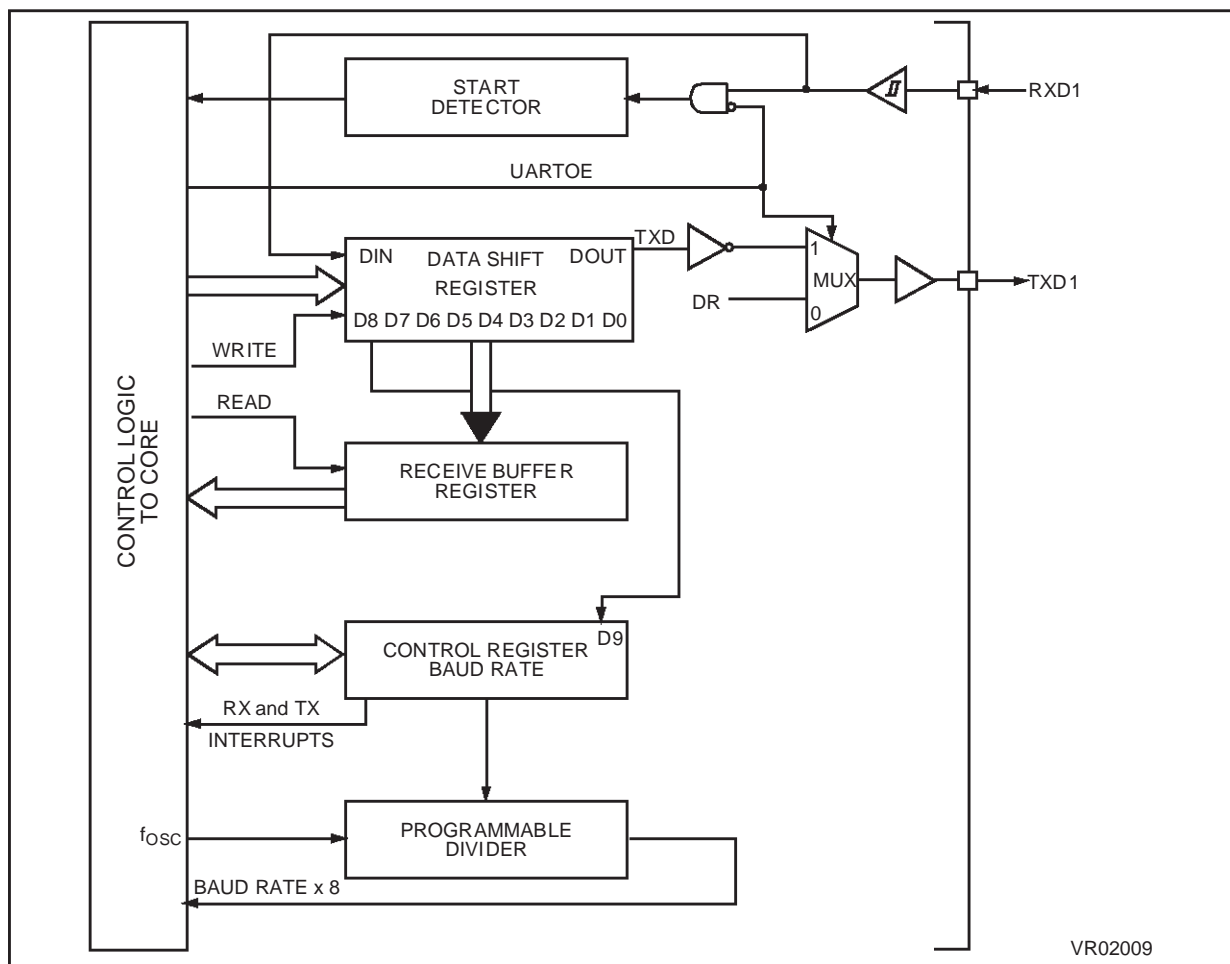 START
DETECTOR
RXD1
UARTOE
TXD
DIN
DATA SHIFT
REGISTER
DOUT
D8 D7 D6 D5 D4 D3 D2 D1 D0
1
MUX
0
DR
TXD1
WRITE
READ
CONTROL LOGIC
TO CORE
RECEIVE BUFFER
REGISTER
D9
CONTROL REGISTER
BAUD RATE
RX and TX
INTERRUPTS
fOSC
PROGRAMMABLE
DIVIDER
BAUD RATE x 8
VR02009